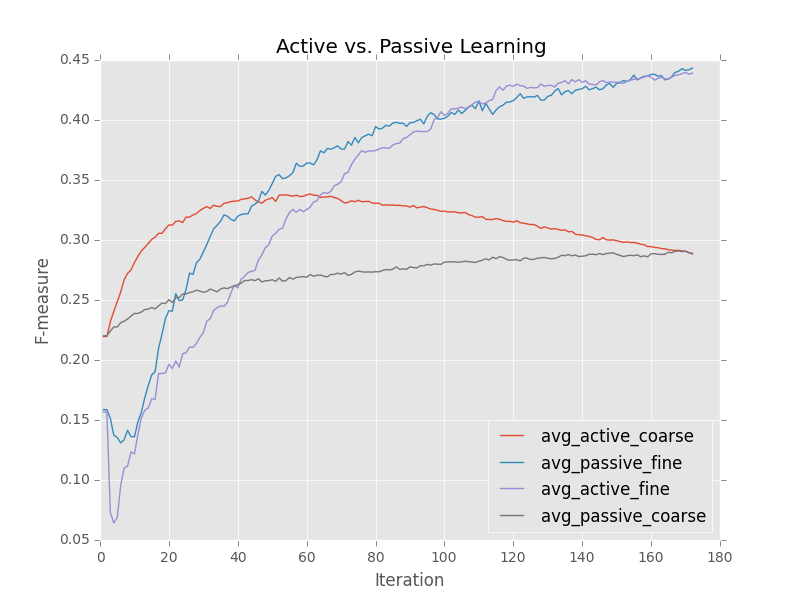 Active vs. Passive Learning
0.45
0.40
0.35
0.30
0.25
0.20
0.15
0.10
0.05
F-measure
avg_active_coarse
avg_passive_fine
avg_active_fine
avg_passive_coarse
0 20 40 60 80 100 120 140 160 180
Iteration